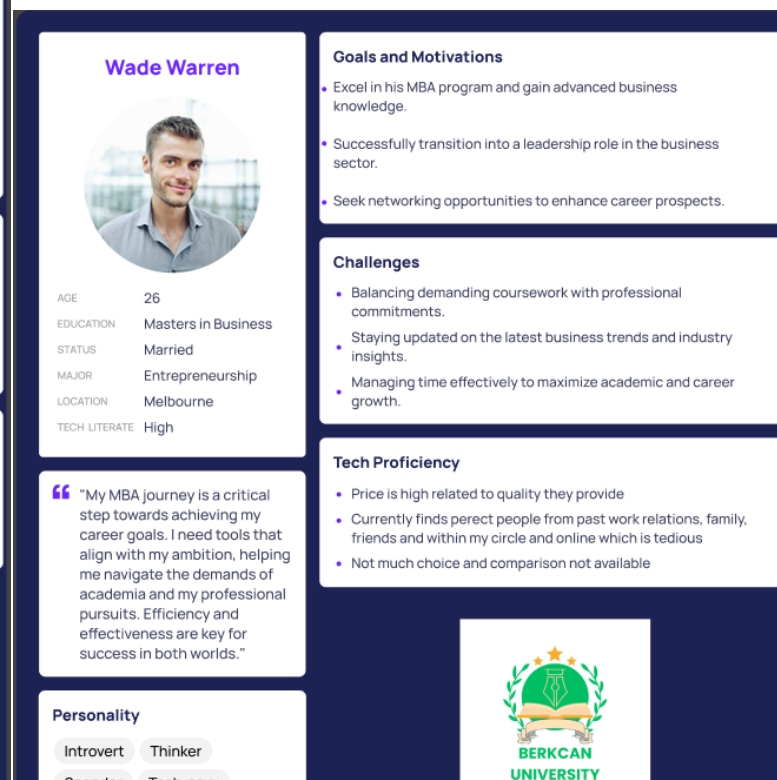 Wade Warren
AGE 26
EDUCATION Masters in Business
STATUS Married
MAJOR Entrepreneurship
LOCATION Melbourne
TECH LITERATE High
"My MBA journey is a critical
step towards achieving my
career goals. I need tools that
align with my ambition, helping
me navigate the demands of
academia and my professional
pursuits. Efficiency and
effectiveness are key for
success in both worlds."
Personality
Introvert Thinker
Goals and Motivations
Excel in his MBA program and gain advanced business
knowledge.
Successfully transition into a leadership role in the business
sector.
Seek networking opportunities to enhance career prospects.
Challenges
Balancing demanding coursework with professional
commitments.
Staying updated on the latest business trends and industry
insights.
Managing time effectively to maximize academic and career
growth.
Tech Proficiency
Price is high related to quality they provide
Currently finds perect people from past work relations, family,
friends and within my circle and online which is tedious
Not much choice and comparison not available
BERKCAN
UNIVERSITY